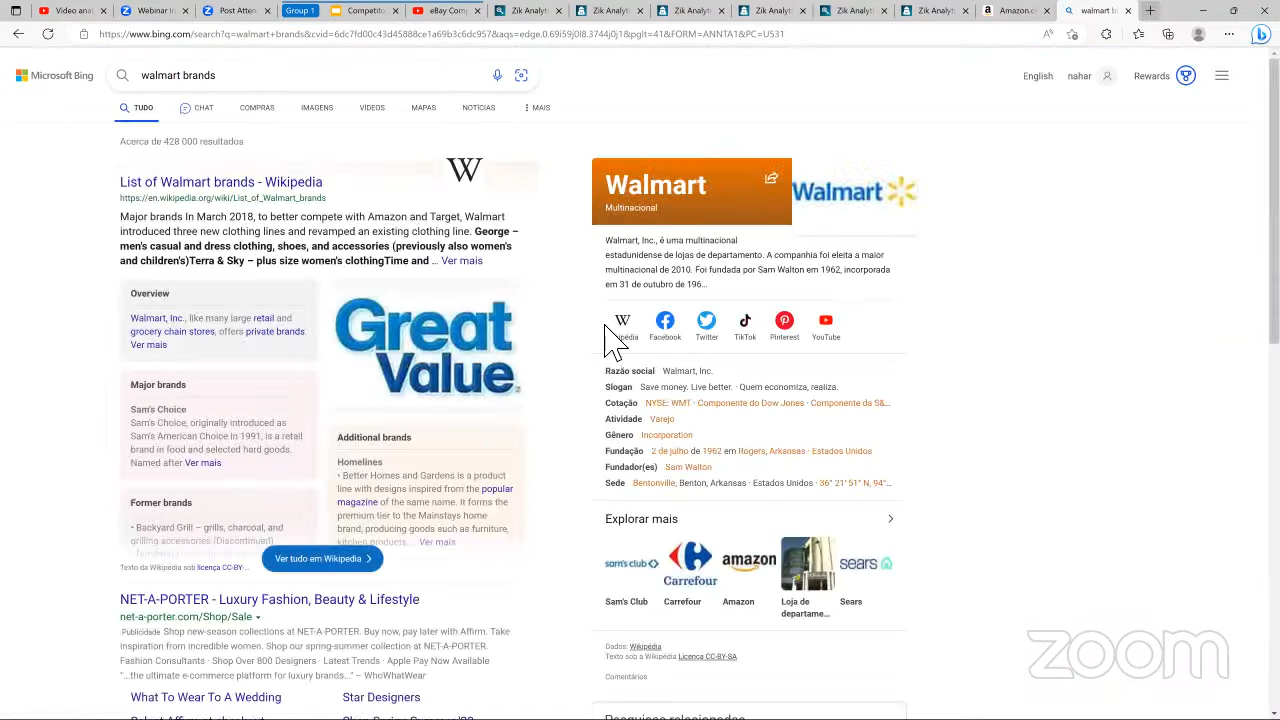 Group 1
YouTube
Zik Analyt
Zik Analyt
Zik Analyt
Zik Analyt
Zik Analyt
Zik Analyt
Amazon.c
walmart b
https://www.bing.com/search?q=walmart+brands&cvid=6dc7fd00c43d45888ce1a69b3c6dc957&aqs=edge.0.69i59j0l8.3744j0j1&pglt=41&FORM=ANNTA1&PC=U531
Microsoft Bing
walmart brands
English
nahar
Rewards
TUDO
CHAT
COMPRAS
IMAGENS
VÍDEOS
MAPAS
NOTÍCIAS
MAIS
Acerca de 428 000 resultados
List of Walmart brands - Wikipedia
https://en.wikipedia.org/wiki/List_of_Walmart_brands
Major brands In March 2018, to better compete with Amazon and Target, Walmart
introduced three new clothing lines and revamped an existing clothing line. George –
men's casual and dress clothing, shoes, and accessories (previously also women's
and children's)Terra & Sky – plus size women's clothingTime and ... Ver mais
Overview
Walmart, Inc., like many large retail and
grocery chain stores, offers private brands
Ver mais
Major brands
Sam's Choice
Sam's Choice, originally introduced as
Sam's American Choice in 1991, is a retail
brand in food and selected hard goods.
Named after Ver mais
Former brands
• Backyard Grill – grills, charcoal, and
grilling accessories (Discontinued)
Great
Value
Additional brands
Homelines
• Better Homes and Gardens is a product
line with designs inspired from the popular
magazine of the same name. It forms the
premium tier to the Mainstays home
brand, producing goods such as furniture,
kitchen, Ver mais
Ver tudo em Wikipedia
Texto da Wikipedia sob licença CC-BY-...
NET-A-PORTER - Luxury Fashion, Beauty & Lifestyle
net-a-porter.com/Shop/Sale
Publicidade Shop new-season collections at NET-A-PORTER. Buy now, pay later with Affirm. Take
inspiration from incredible women. Shop our spring-summer collection at NET-A-PORTER.
Fashion Consultants · Shop Over 800 Designers · Latest Trends · Apple Pay Now Available
"...the ultimate e-commerce platform for luxury brands..." – WhoWhatWear
What To Wear To A Wedding
Star Designers
Walmart
Multinacional
Walmart
Walmart, Inc., é uma multinacional
estadunidense de lojas de departamento. A companhia foi eleita a maior
multinacional de 2010. Foi fundada por Sam Walton em 1962, incorporada
em 31 de outubro de 196...
Facebook
Twitter
TikTok
Pinterest
YouTube
Razão social Walmart, Inc.
Slogan Save money. Live better. · Quem economiza, realiza.
Cotação NYSE: WMT · Componente do Dow Jones · Componente da S&...
Atividade Varejo
Gênero Incorporation
Fundação 2 de julho de 1962 em Rogers, Arkansas · Estados Unidos
Fundador(es) Sam Walton
Sede Bentonville, Benton, Arkansas · Estados Unidos · 36° 21′ 51″ N, 94°...
Explorar mais
sam's club
Carrefour
amazon
sears
Sam's Club
Carrefour
Amazon
Loja de
departame...
Sears
Dados: Wikipedia
Texto sob a Wikipédia Licença CC-BY-SA
Comentários
Pesquisas relacionadas
zoom